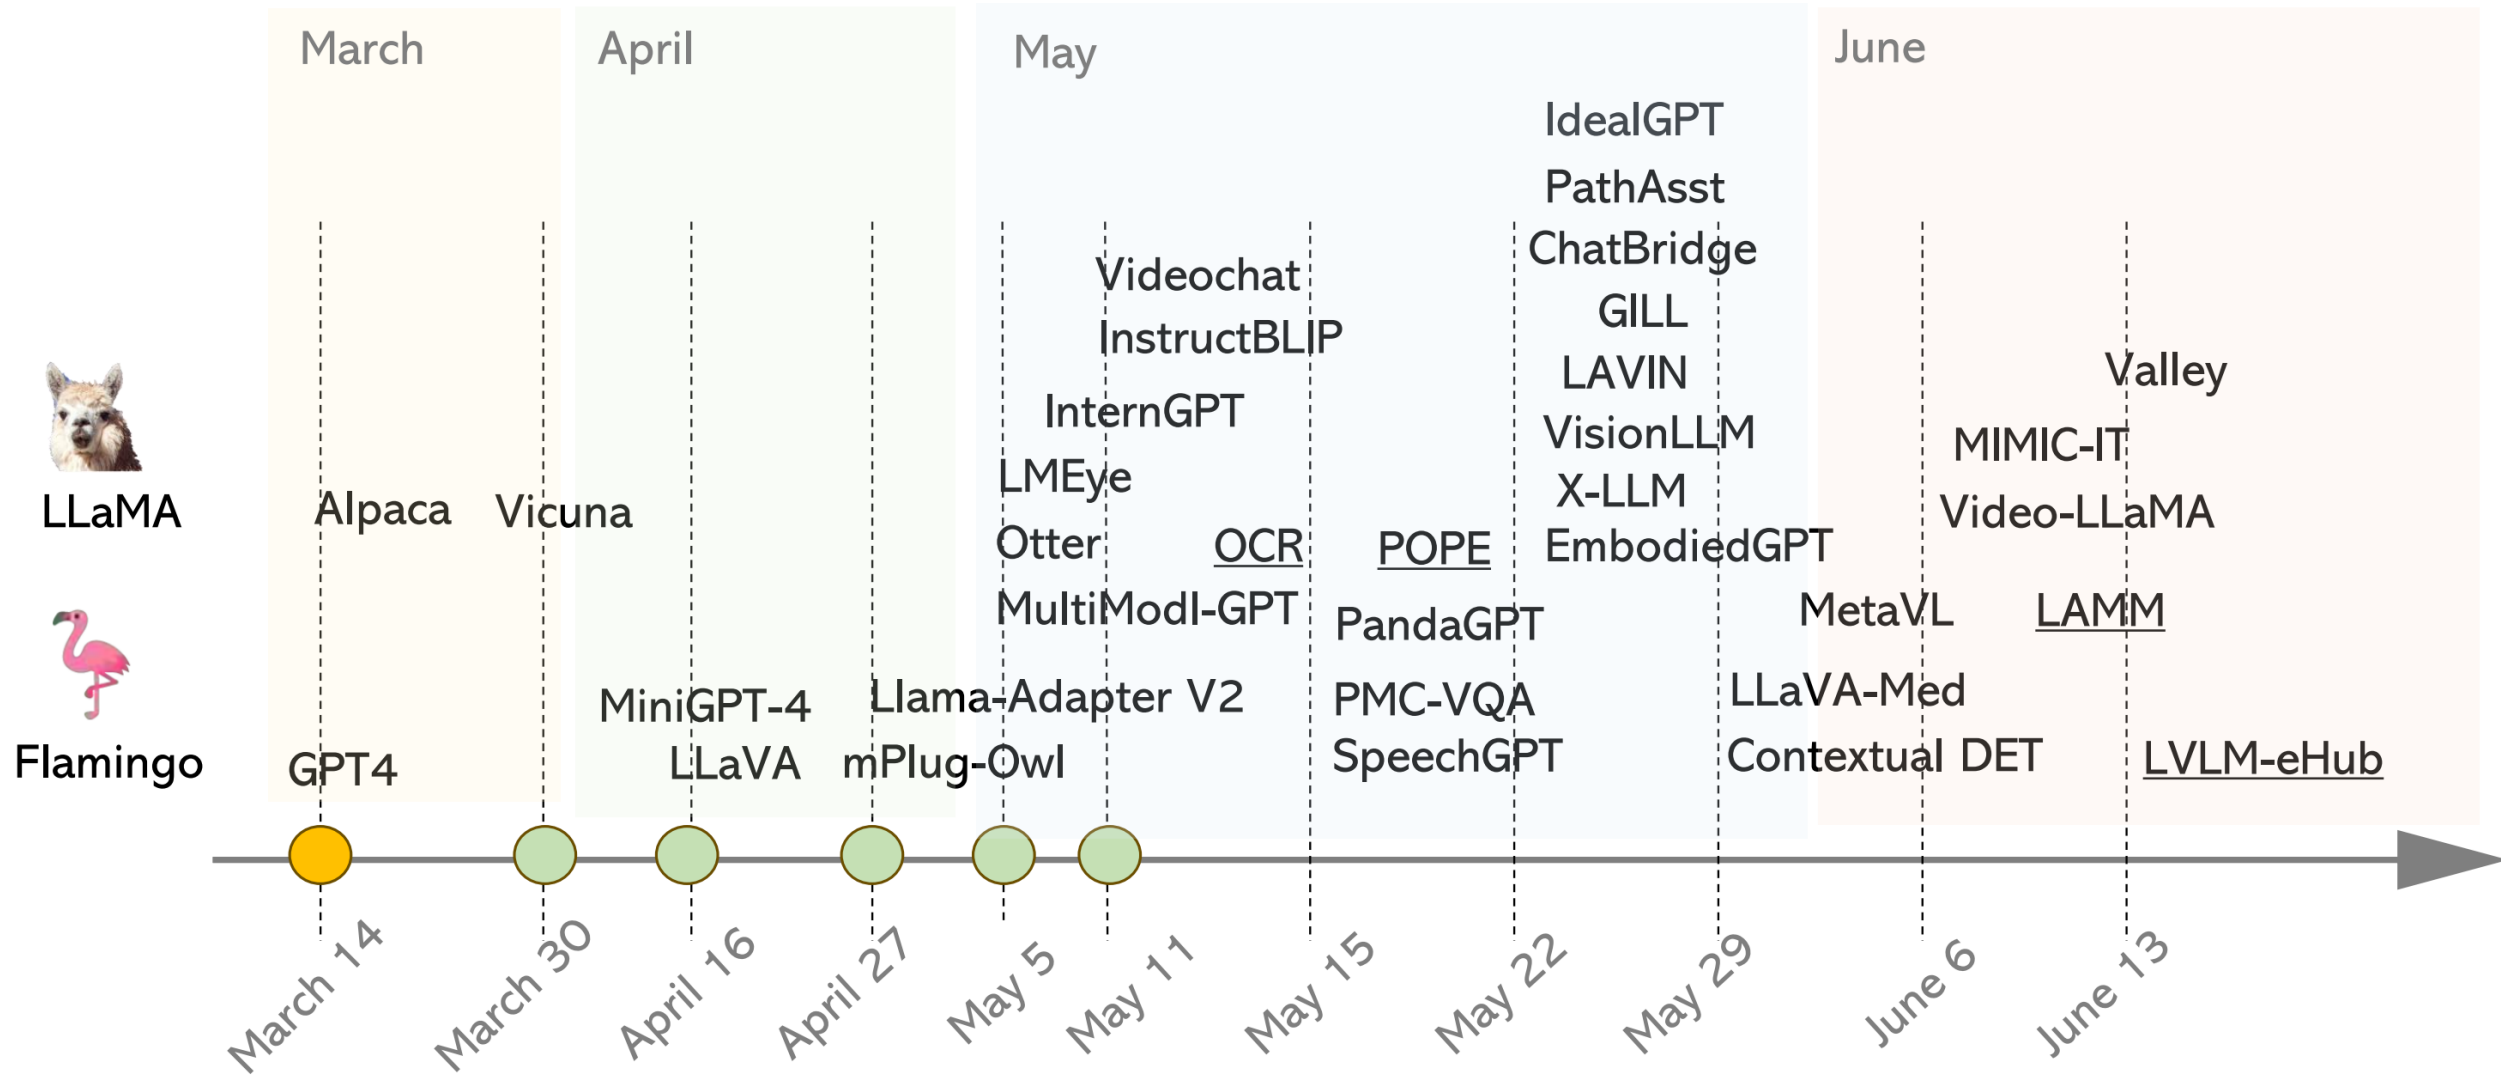 March
April
May
June
IdealGPT
PathAsst
ChatBridge
Videochat
GILL
InstructBLIP
LAVIN
Valley
InternGPT
VisionLLM
MIMIC-IT
LMEye
X-LLM
LLaMA
Alpaca
Vicuna
Video-LLaMA
Otter
OCR
POPE
EmbodiedGPT
MultiModl-GPT
PandaGPT
MetaVL
LAMM
MiniGPT-4
Llama-Adapter V2
PMC-VQA
LLaVA-Med
Flamingo
GPT4
LLaVA
mPlug-Owl
SpeechGPT
Contextual DET
LVLM-eHub
March 14
March 30
April 16
April 27
May 5
May 11
May 15
May 22
May 29
June 6
June 13